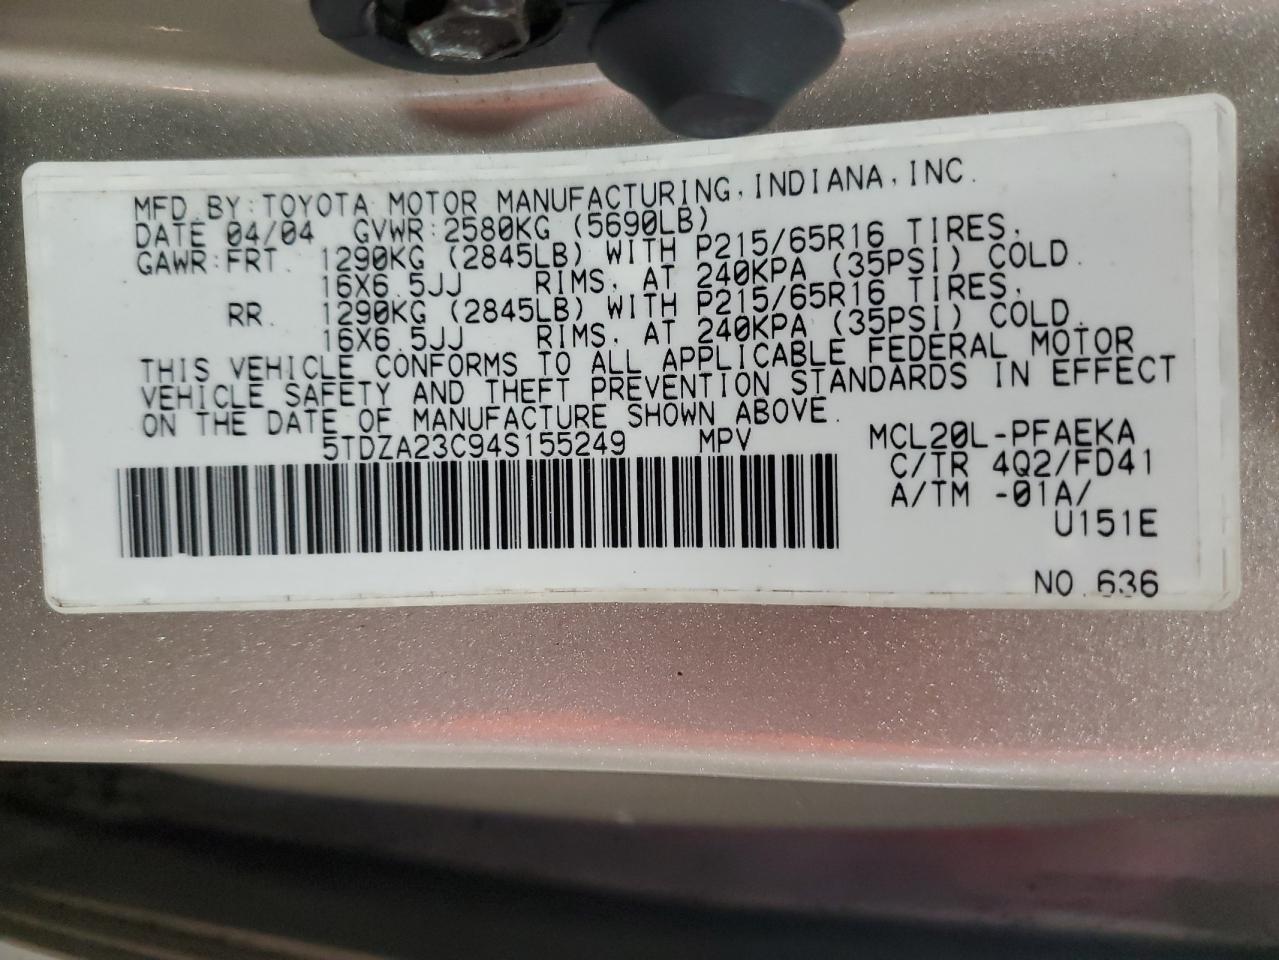 MFD. BY: TOYOTA MOTOR MANUFACTURING, INDIANA, INC.
DATE 04/04 GVWR: 2580KG (5690LB)
GAWR: FRT. 1290KG (2845LB) WITH P215/65R16 TIRES,
16X6.5JJ RIMS, AT 240KPA (35PSI) COLD.
RR. 1290KG (2845LB) WITH P215/65R16 TIRES,
16X6.5JJ RIMS, AT 240KPA (35PSI) COLD.
THIS VEHICLE CONFORMS TO ALL APPLICABLE FEDERAL MOTOR
VEHICLE SAFETY AND THEFT PREVENTION STANDARDS IN EFFECT
ON THE DATE OF MANUFACTURE SHOWN ABOVE.
5TDZA23C94S155249 MPV MCL20L-PFAEKA
C/TR 4Q2/FD41
A/TM -01A/
U151E
NO.636